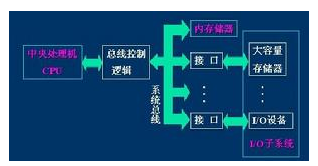 内存储器
中央处理机
CPU
总线控制
逻辑
接 口
大容量
存储器
系统总线
接 口
I/O设备
I/O子系统